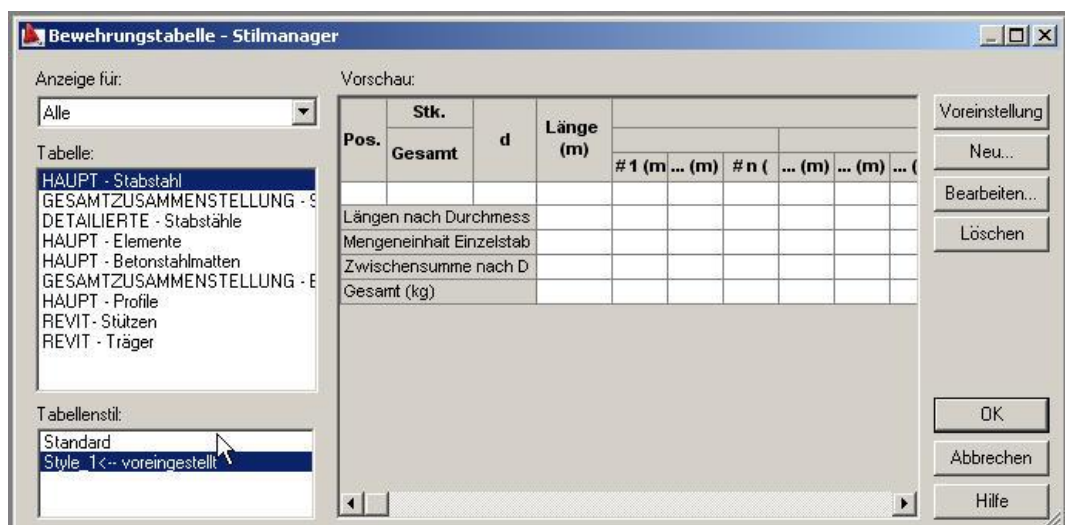 Bewehrungstabelle - Stilmanager
Anzeige für:
Alle
Tabelle:
HAUPT - Stabstahl
GESAMTZUSAMMENSTELLUNG - S
DETAILIERTE - Stabstähle
HAUPT - Elemente
HAUPT - Betonstahlmatten
GESAMTZUSAMMENSTELLUNG - E
HAUPT - Profile
REVIT- Stützen
REVIT - Träger
Tabellenstil:
Standard
Style_1<-- voreingestellt
Vorschau:
Pos.
Stk.
Gesamt
d
Länge
(m)
#1 (m ... (m) #n ( ... (m) ... (m) ... (
Längen nach Durchmess
Mengeneinhait Einzelstab
Zwischensumme nach D
Gesamt (kg)
Voreinstellung
Neu...
Bearbeiten...
Löschen
OK
Abbrechen
Hilfe